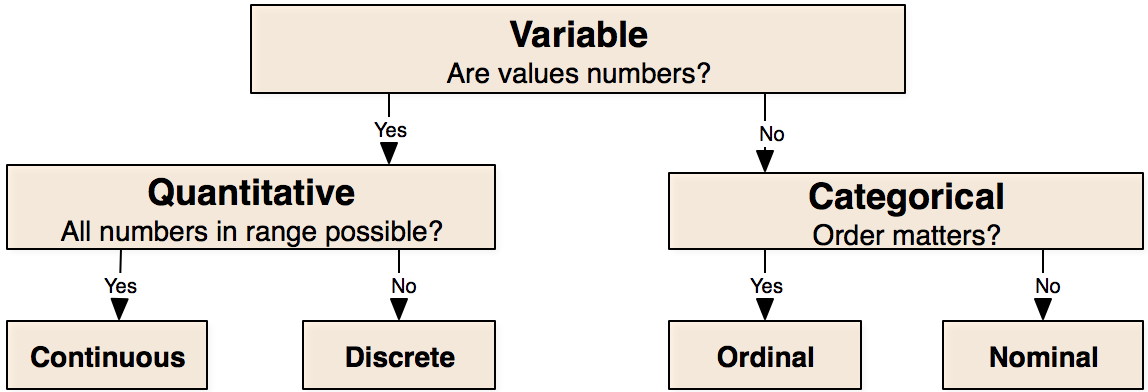 Variable
Are values numbers?
Yes
No
Quantitative
All numbers in range possible?
Categorical
Order matters?
Yes
No
Yes
No
Continuous
Discrete
Ordinal
Nominal